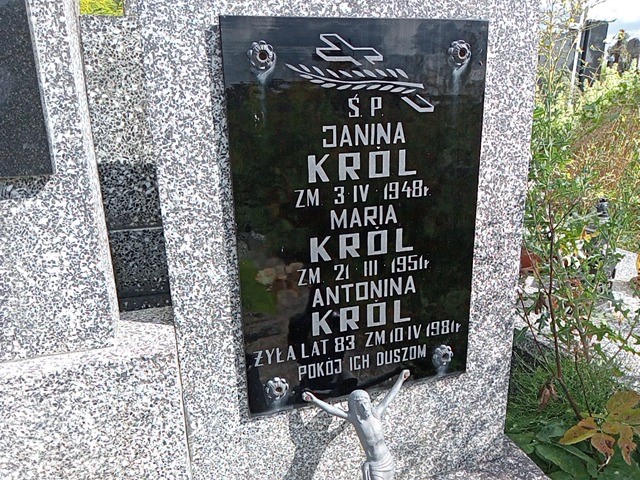 Ś. P.
JANINA
KRÓL
ZM 3 IV 1948r.
MARIA
KRÓL
ZM. 21 III 1951r
ANTONINA
KRÓL
ŻYŁA LAT 83 ZM 10 IV 1981r
POKÓJ ICH DUSZOM